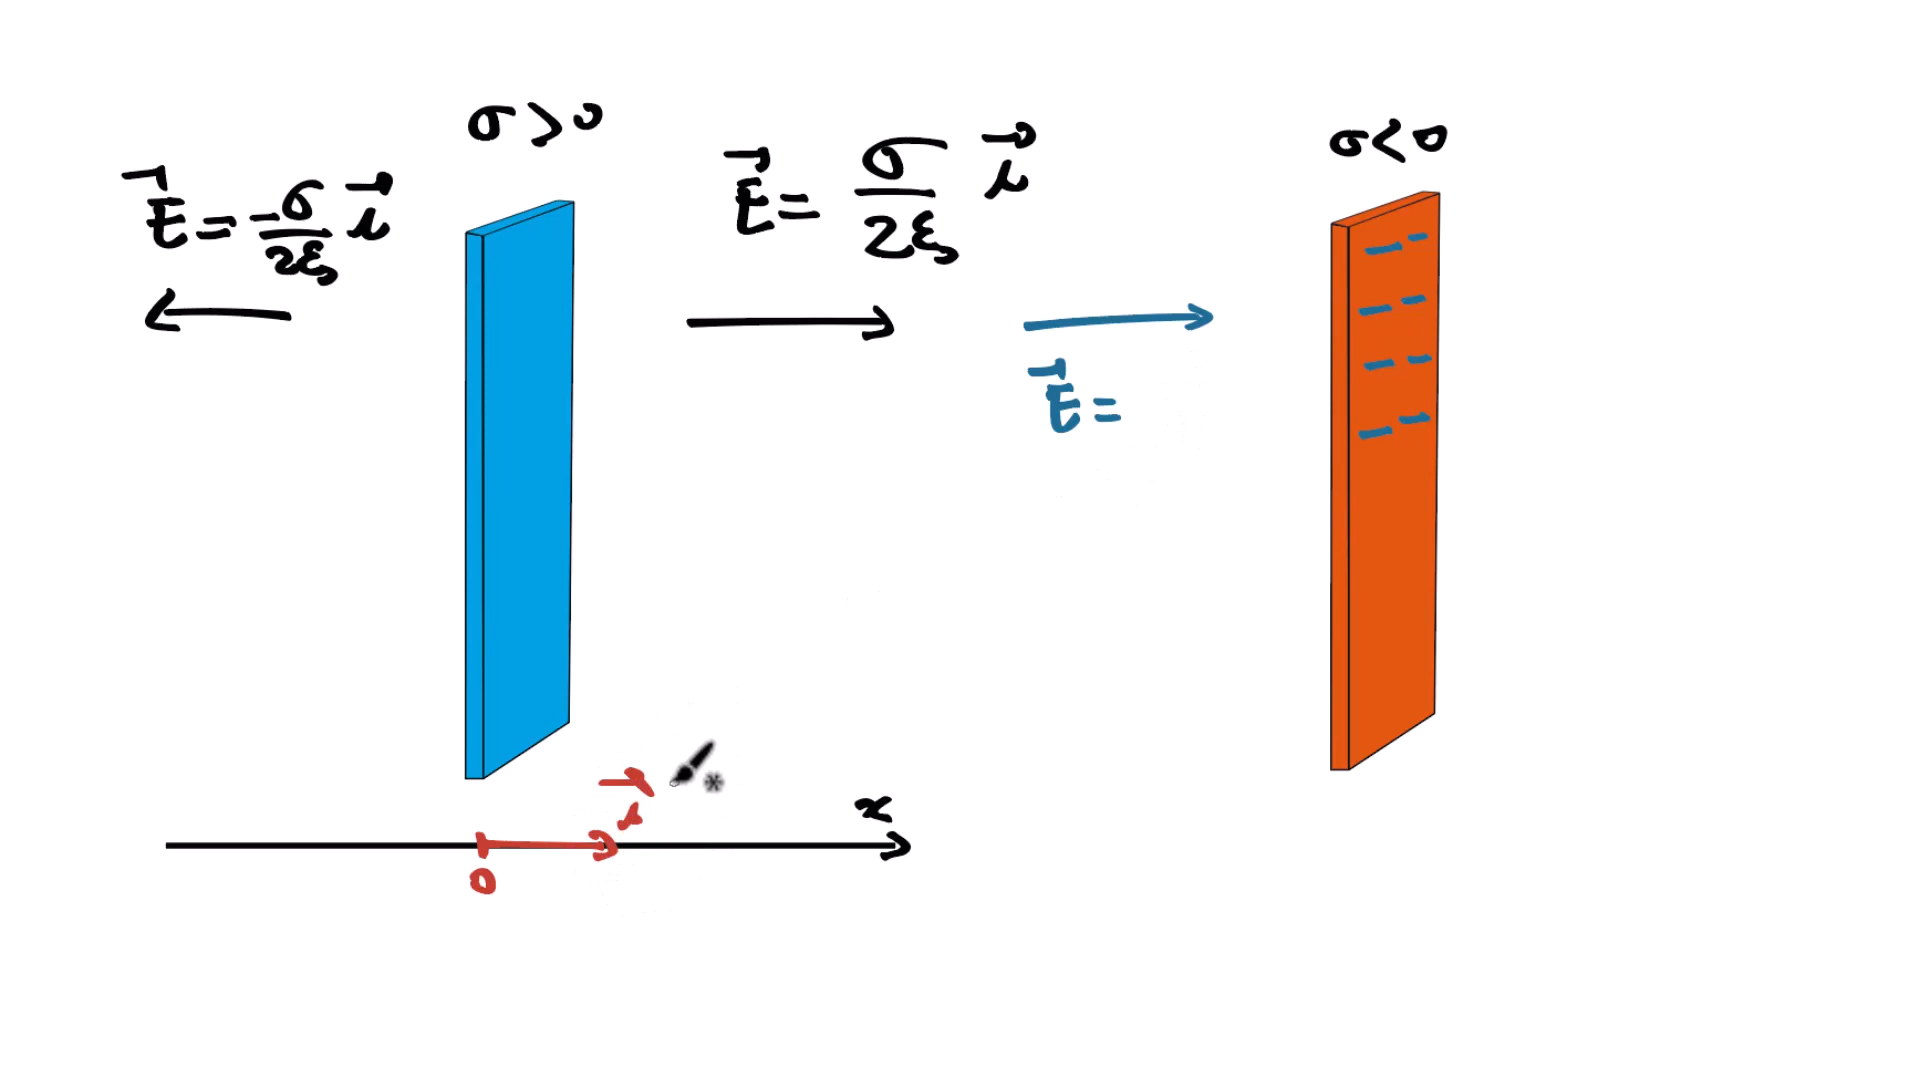 σ > 0
σ < 0
E⃗ = -σ/2ε₀ i⃗
E⃗ = σ/2ε₀ i⃗
E⃗ =
i⃗
x
0